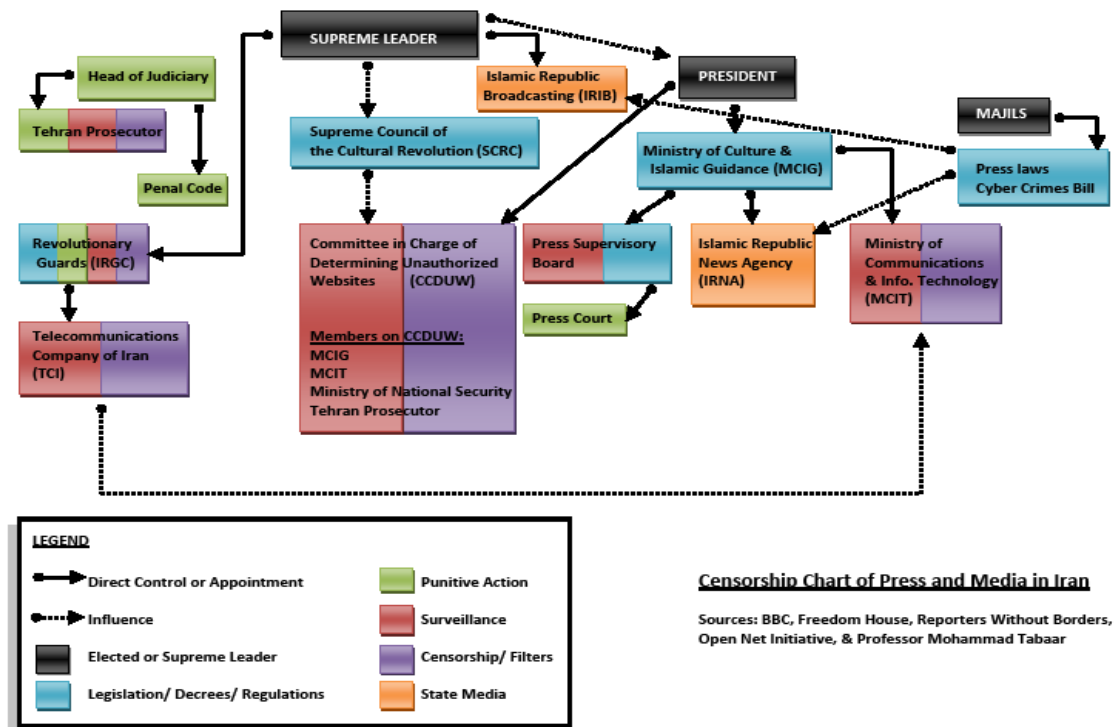 SUPREME LEADER
Head of Judiciary
Islamic Republic
Broadcasting (IRIB)
PRESIDENT
Tehran Prosecutor
MAJILS
Supreme Council of
the Cultural Revolution (SCRC)
Ministry of Culture &
Islamic Guidance (MCIG)
Press laws
Cyber Crimes Bill
Penal Code
Revolutionary
Guards (IRGC)
Committee in Charge of
Determining Unauthorized
Websites (CCDUW)
Members on CCDUW:
MCIG
MCIT
Ministry of National Security
Tehran Prosecutor
Press Supervisory
Board
Islamic Republic
News Agency
(IRNA)
Ministry of
Communications
& Info. Technology
(MCIT)
Press Court
Telecommunications
Company of Iran
(TCI)
LEGEND
Direct Control or Appointment
Influence
Elected or Supreme Leader
Legislation/ Decrees/ Regulations
Punitive Action
Surveillance
Censorship/ Filters
State Media
Censorship Chart of Press and Media in Iran
Sources: BBC, Freedom House, Reporters Without Borders,
Open Net Initiative, & Professor Mohammad Tabaar